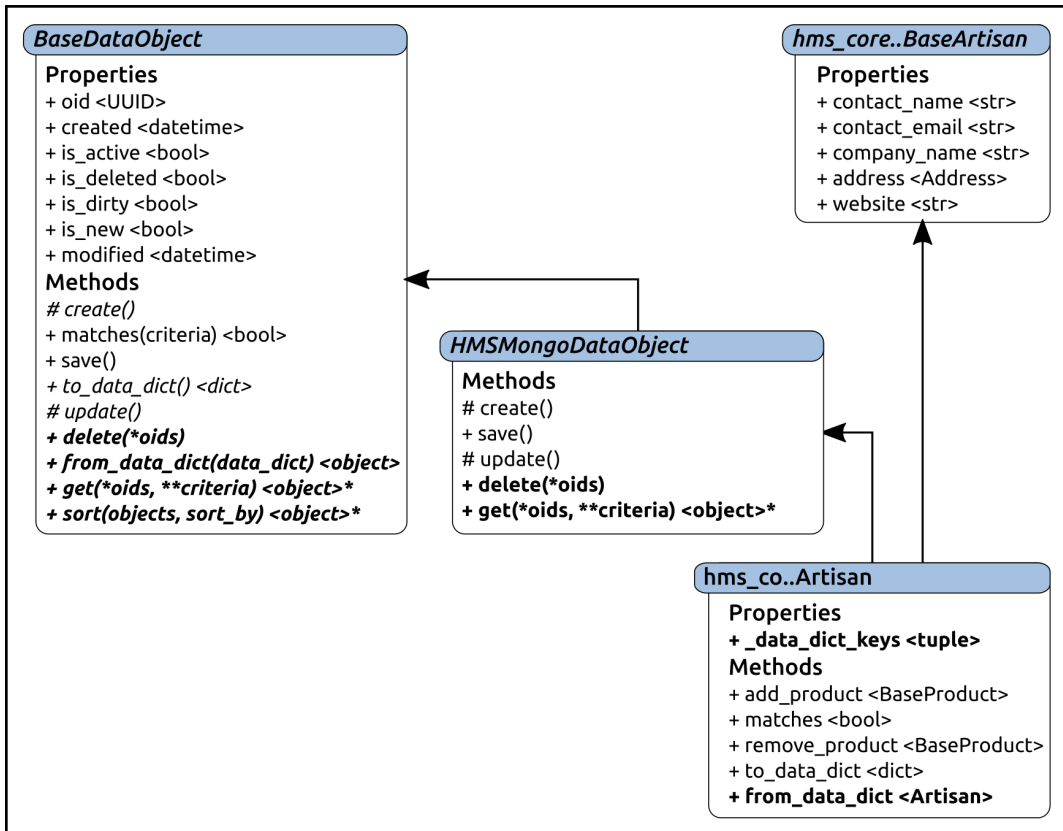 BaseDataObject
Properties
+ oid <UUID>
+ created <datetime>
+ is_active <bool>
+ is_deleted <bool>
+ is_dirty <bool>
+ is_new <bool>
+ modified <datetime>
Methods
# create()
+ matches(criteria) <bool>
+ save()
+ to_data_dict() <dict>
# update()
+ delete(*oids)
+ from_data_dict(data_dict) <object>
+ get(*oids, **criteria) <object>*
+ sort(objects, sort_by) <object>*
hms_core..BaseArtisan
Properties
+ contact_name <str>
+ contact_email <str>
+ company_name <str>
+ address <Address>
+ website <str>
HMSMongoDataObject
Methods
# create()
+ save()
# update()
+ delete(*oids)
+ get(*oids, **criteria) <object>*
hms_co..Artisan
Properties
+ _data_dict_keys <tuple>
Methods
+ add_product <BaseProduct>
+ matches <bool>
+ remove_product <BaseProduct>
+ to_data_dict <dict>
+ from_data_dict <Artisan>